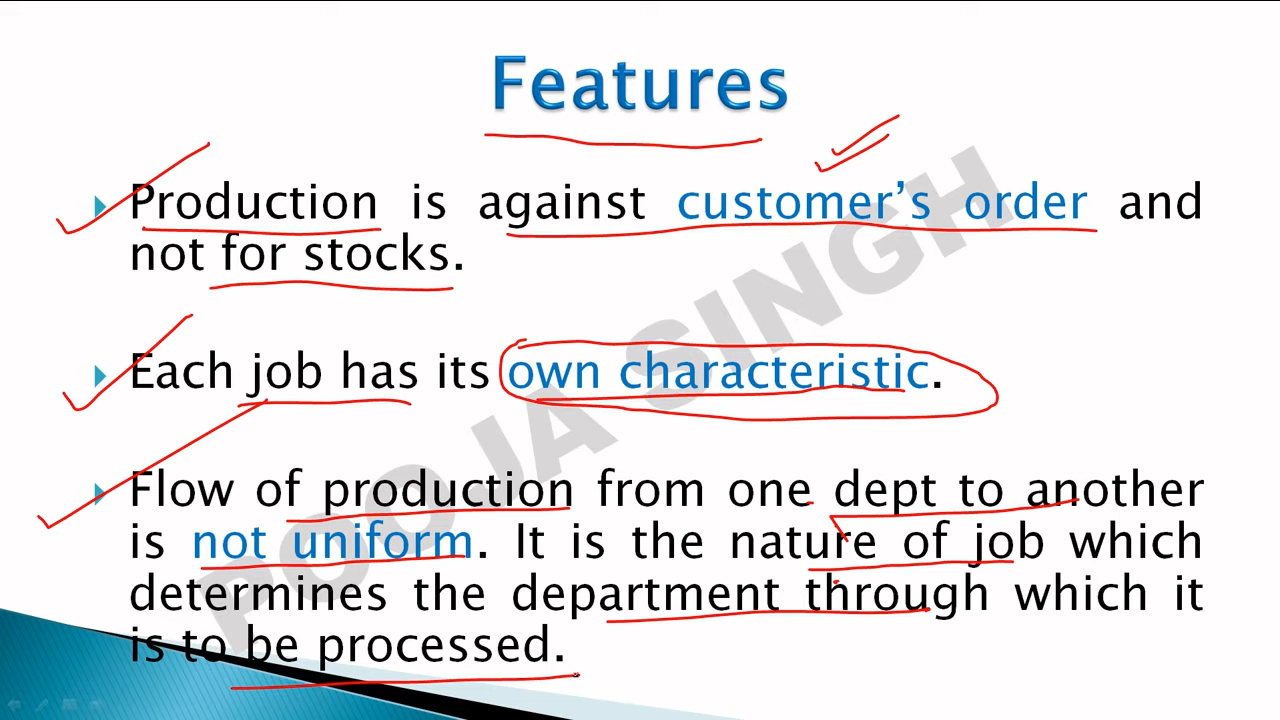 Features
Production is against customer's order and
not for stocks.
Each job has its own characteristic.
Flow of production from one dept to another
is not uniform. It is the nature of job which
determines the department through which it
is to be processed.
POOJA SINGH